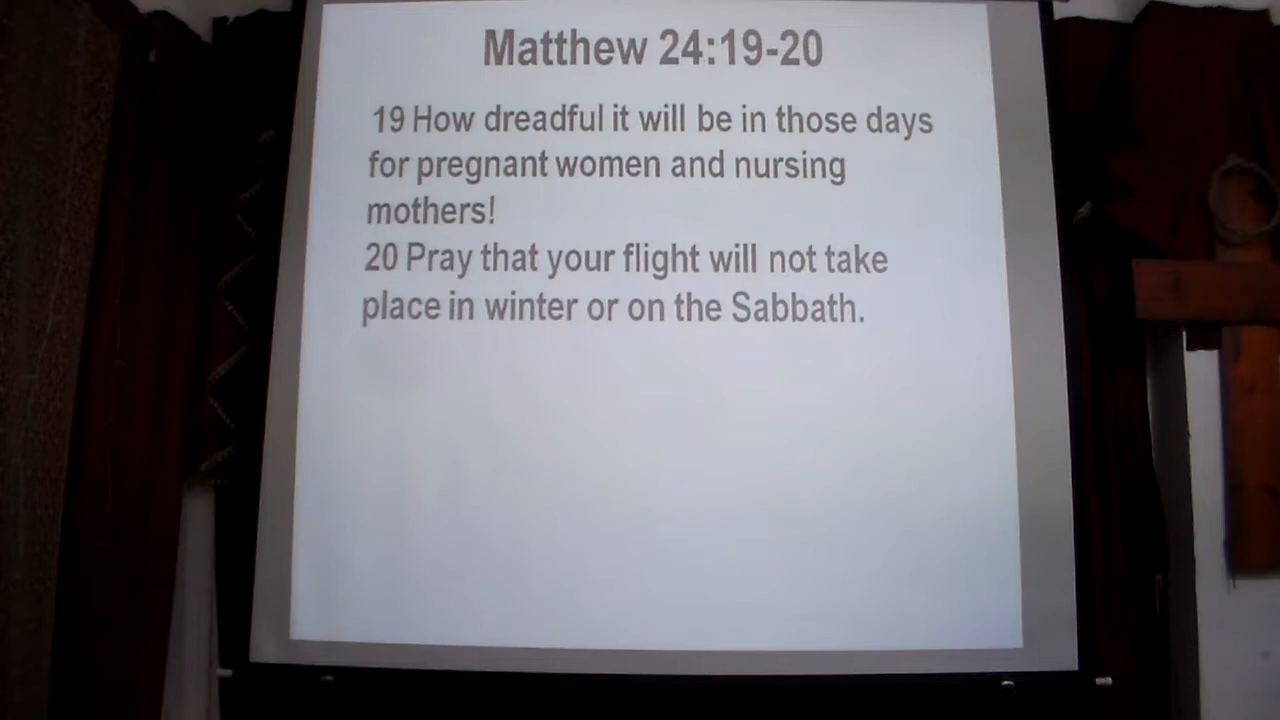 Matthew 24:19-20
19 How dreadful it will be in those days
for pregnant women and nursing
mothers!
20 Pray that your flight will not take
place in winter or on the Sabbath.